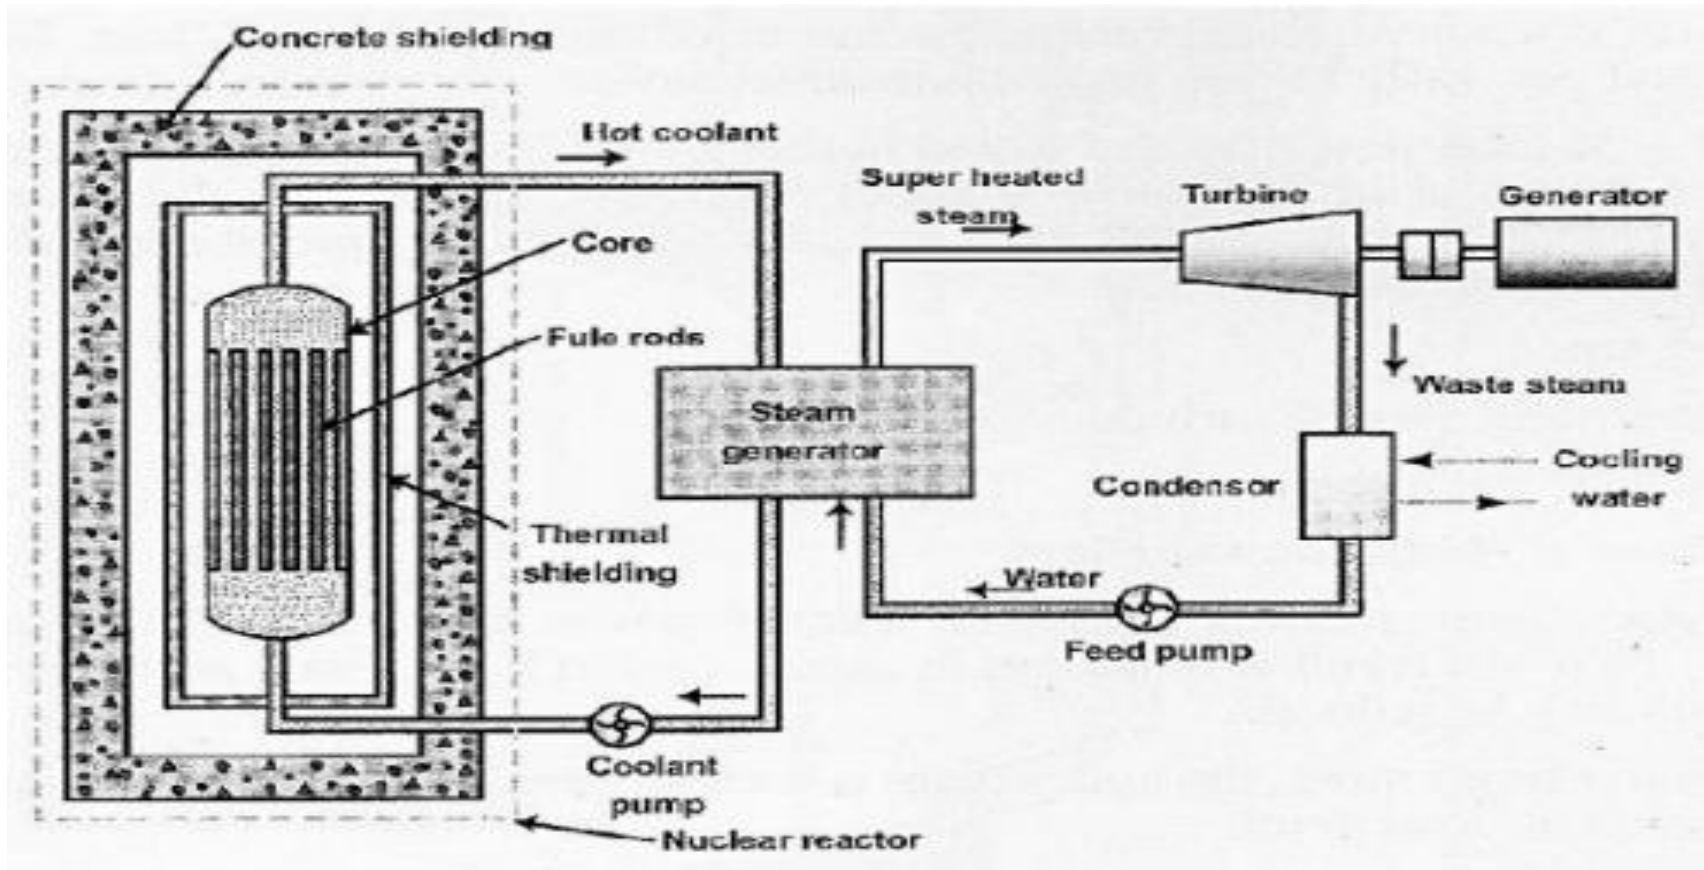 Concrete shielding
Hot coolant
Super heated
steam
Turbine
Generator
Core
Fule rods
Waste steam
Steam
generator
Condensor
Cocling
water
Thermal
shielding
Water
Feed pump
Coolant
pump
Nuclear reactor